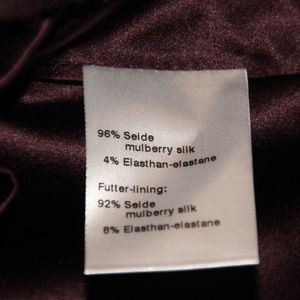 96% Seide
mulberry silk
4% Elasthan-elastane
Futter-lining:
92% Seide
mulberry silk
8% Elasthan-elastane